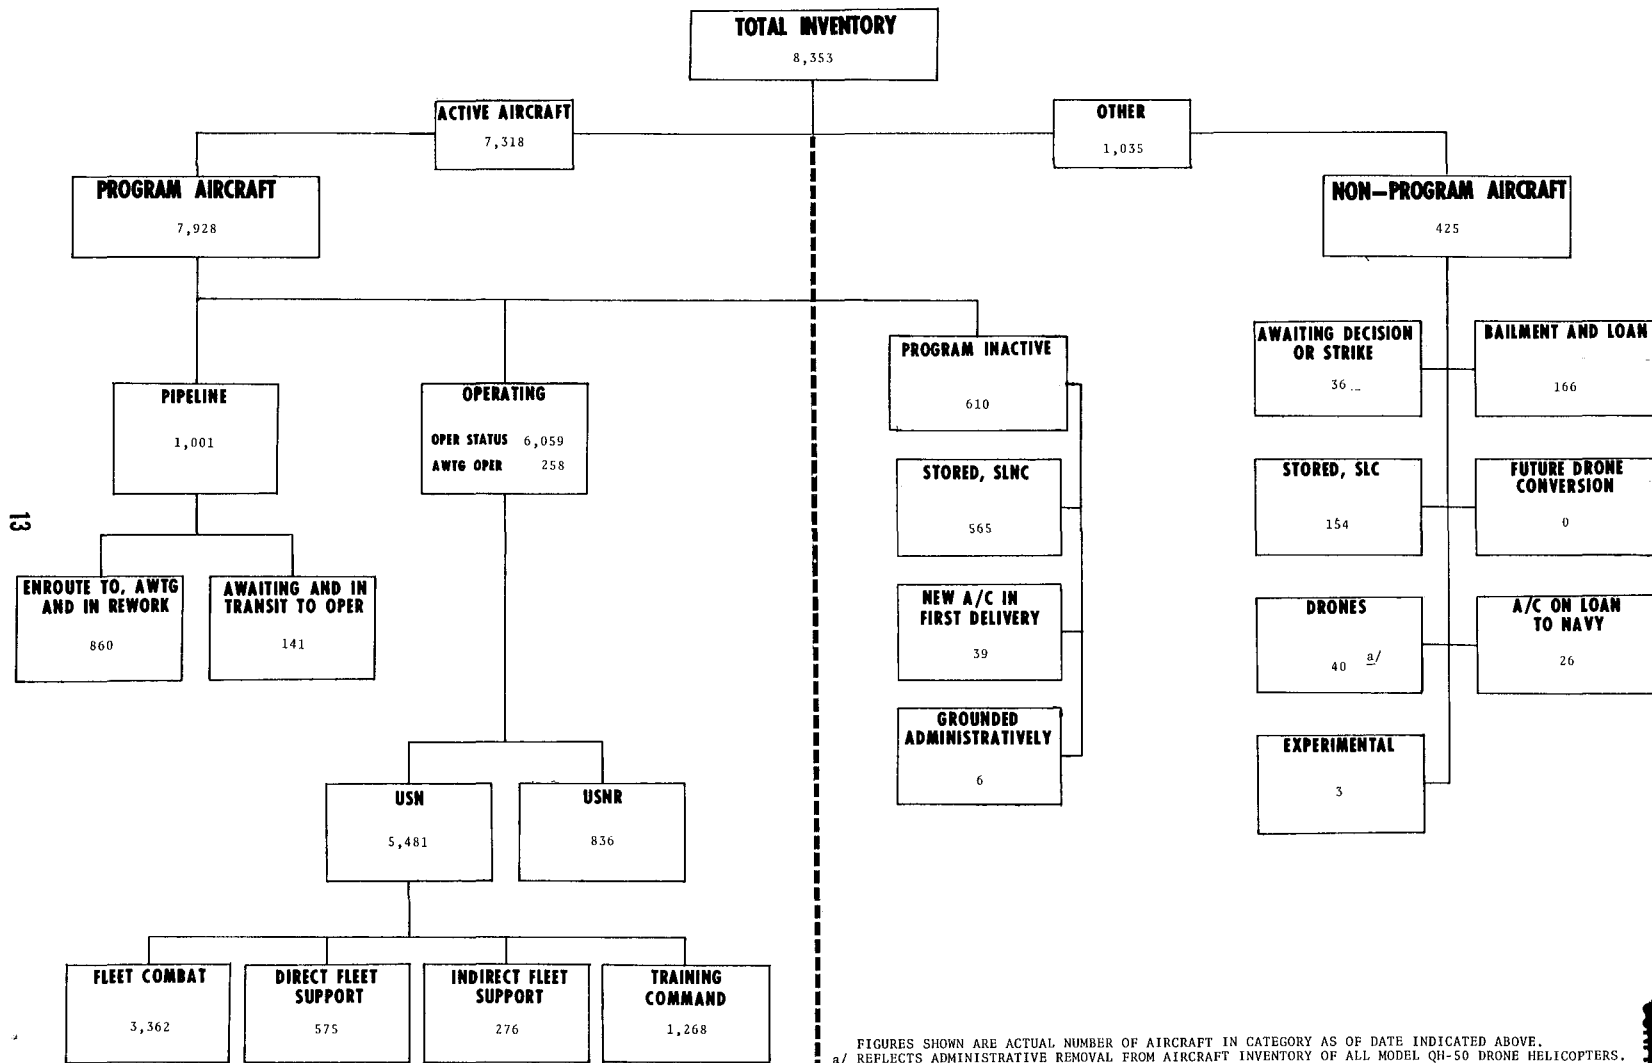 TOTAL INVENTORY
8,353
ACTIVE AIRCRAFT
7,318
OTHER
1,035
PROGRAM AIRCRAFT
7,928
NON-PROGRAM AIRCRAFT
425
PIPELINE
1,001
OPERATING
OPER STATUS 6,059
AWTG OPER 258
PROGRAM INACTIVE
610
AWAITING DECISION
OR STRIKE
36
BAILMENT AND LOAN
166
STORED, SLNC
565
STORED, SLC
154
FUTURE DRONE
CONVERSION
0
13
ENROUTE TO, AWTG
AND IN REWORK
860
AWAITING AND IN
TRANSIT TO OPER
141
NEW A/C IN
FIRST DELIVERY
39
DRONES
40 a/
A/C ON LOAN
TO NAVY
26
GROUNDED
ADMINISTRATIVELY
6
EXPERIMENTAL
3
USN
5,481
USNR
836
FLEET COMBAT
3,362
DIRECT FLEET
SUPPORT
575
INDIRECT FLEET
SUPPORT
276
TRAINING
COMMAND
1,268
FIGURES SHOWN ARE ACTUAL NUMBER OF AIRCRAFT IN CATEGORY AS OF DATE INDICATED ABOVE.
a/ REFLECTS ADMINISTRATIVE REMOVAL FROM AIRCRAFT INVENTORY OF ALL MODEL QH-50 DRONE HELICOPTERS.